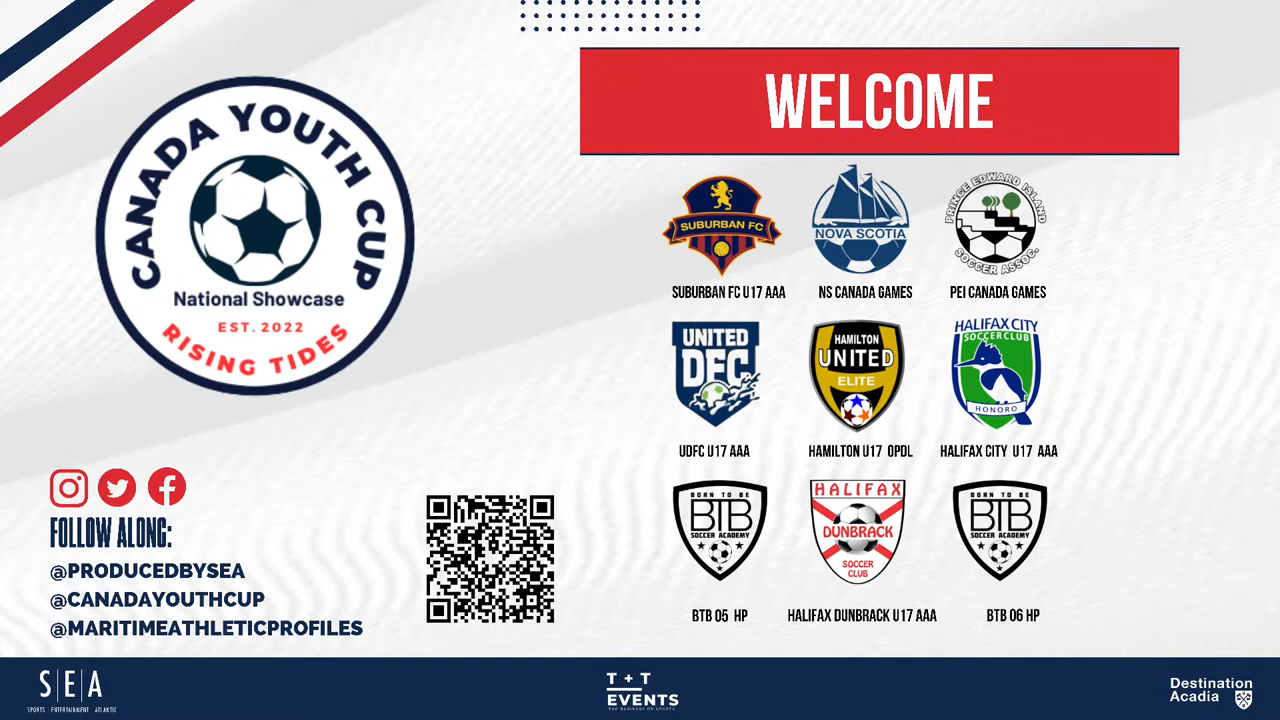 CANADA YOUTH CUP
National Showcase
EST. 2022
RISING TIDES
WELCOME
SUBURBAN FC
NOVA SCOTIA
PRINCE EDWARD ISLAND
SOCCER ASSOC.
SUBURBAN FC U17 AAA
NS CANADA GAMES
PEI CANADA GAMES
UNITED
DFC
HAMILTON
UNITED
ELITE
HALIFAX CITY
SOCCER CLUB
HONORO
UDFC U17 AAA
HAMILTON U17 OPDL
HALIFAX CITY U17 AAA
BORN TO BE
BTB
SOCCER ACADEMY
HALIFAX
DUNBRACK
SOCCER
CLUB
BORN TO BE
BTB
SOCCER ACADEMY
BTB 05 HP
HALIFAX DUNBRACK U17 AAA
BTB 06 HP
FOLLOW ALONG:
@PRODUCEDBYSEA
@CANADAYOUTHCUP
@MARITIMEATHLETICPROFILES
S|E|A
SPORTS ENTERTAINMENT ATLANTIC
T + T
EVENTS
THE BUSINESS OF SPORTS
Destination
Acadia